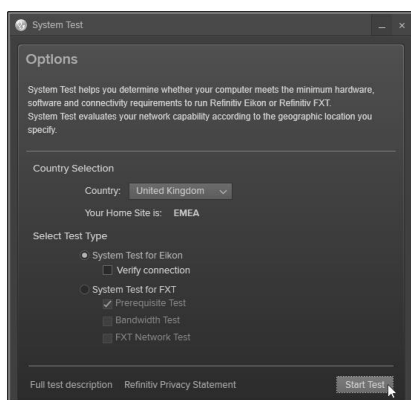 System Test
Options
System Test helps you determine whether your computer meets the minimum hardware,
software and connectivity requirements to run Refinitiv Eikon or Refinitiv FXT.
System Test evaluates your network capability according to the geographic location you
specify.
Country Selection
Country: United Kingdom
Your Home Site is: EMEA
Select Test Type
System Test for Eikon
Verify connection
System Test for FXT
Prerequisite Test
Bandwidth Test
FXT Network Test
Full test description Refinitiv Privacy Statement Start Test